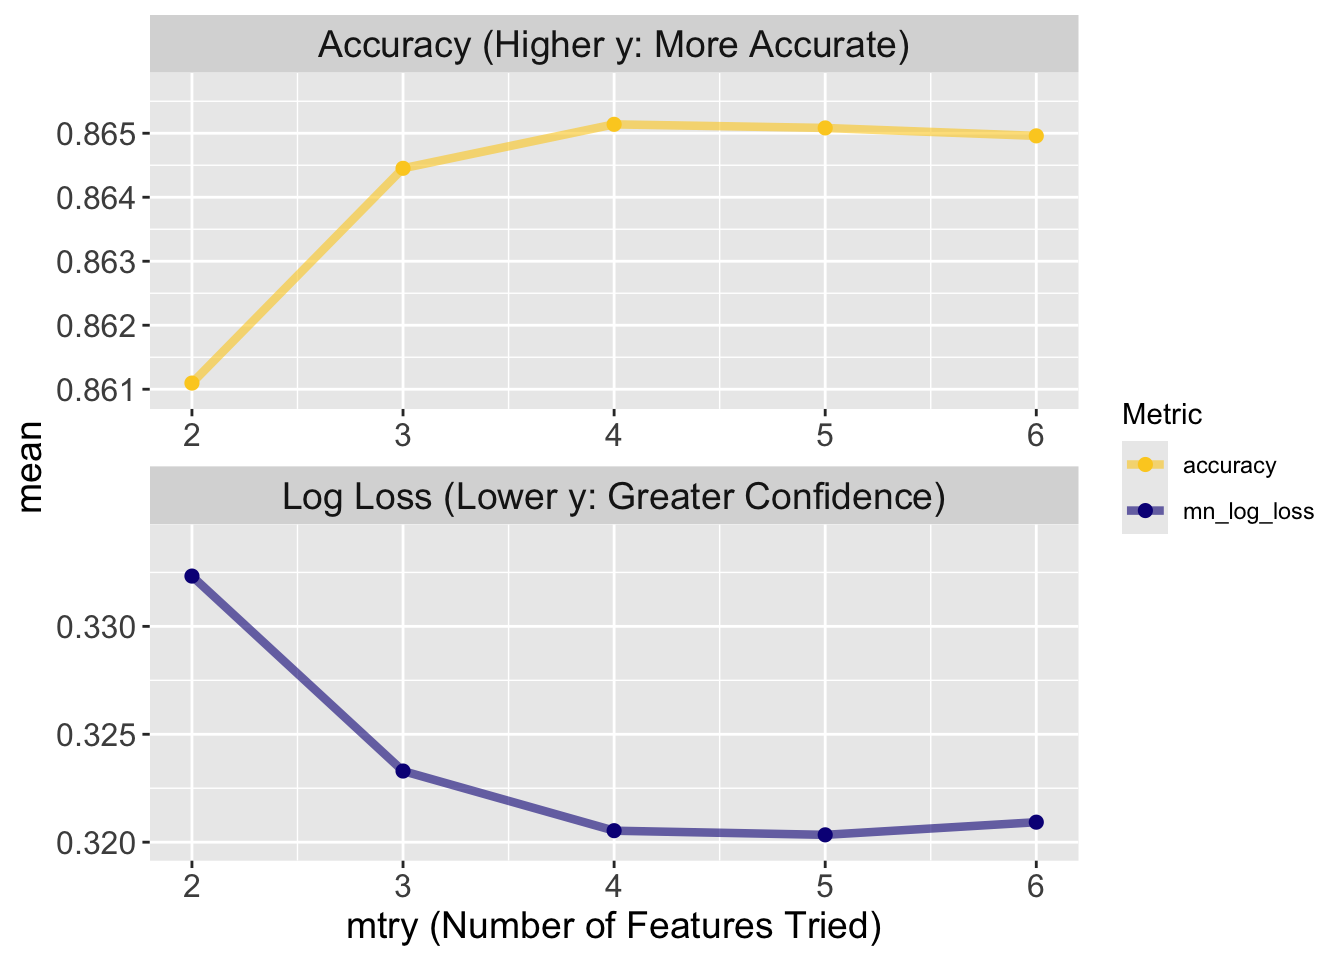 Accuracy (Higher y: More Accurate)
0.865
0.864
0.863
0.862
0.861
2 3 4 5 6
mean
Log Loss (Lower y: Greater Confidence)
0.330
0.325
0.320
2 3 4 5 6
mtry (Number of Features Tried)
Metric
accuracy
mn_log_loss